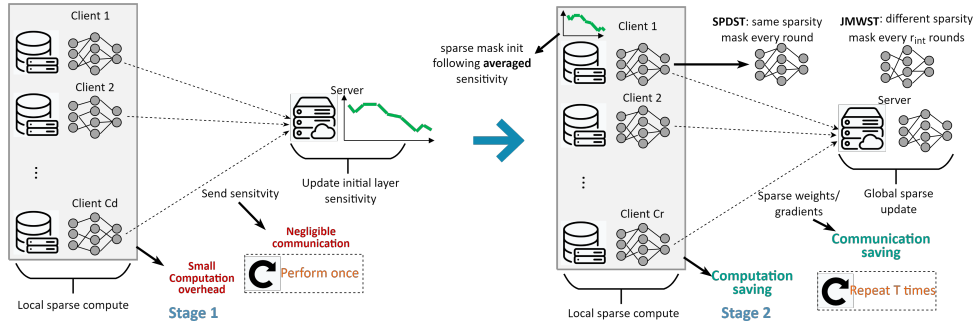 Client 1
Client 2
...
Client Cd
Local sparse compute
Server
Update initial layer
sensitivity
Send sensitvity
Negligible
communication
Small
Computation
overhead
Perform once
Stage 1
sparse mask init
following averaged
sensitivity
Client 1
Client 2
...
Client Cr
Local sparse compute
SPDST: same sparsity
mask every round
JMWST: different sparsity
mask every rint rounds
Server
Global sparse
update
Sparse weights/
gradients
Communication
saving
Computation
saving
Repeat T times
Stage 2